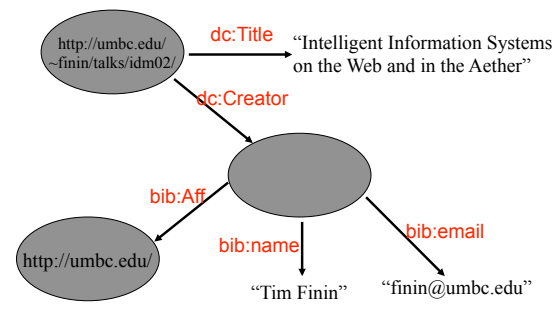 http://umbc.edu/
~finin/talks/idm02/
dc:Title
“Intelligent Information Systems
on the Web and in the Aether”
dc:Creator
bib:Aff
bib:name
bib:email
http://umbc.edu/
“Tim Finin”
“finin@umbc.edu”